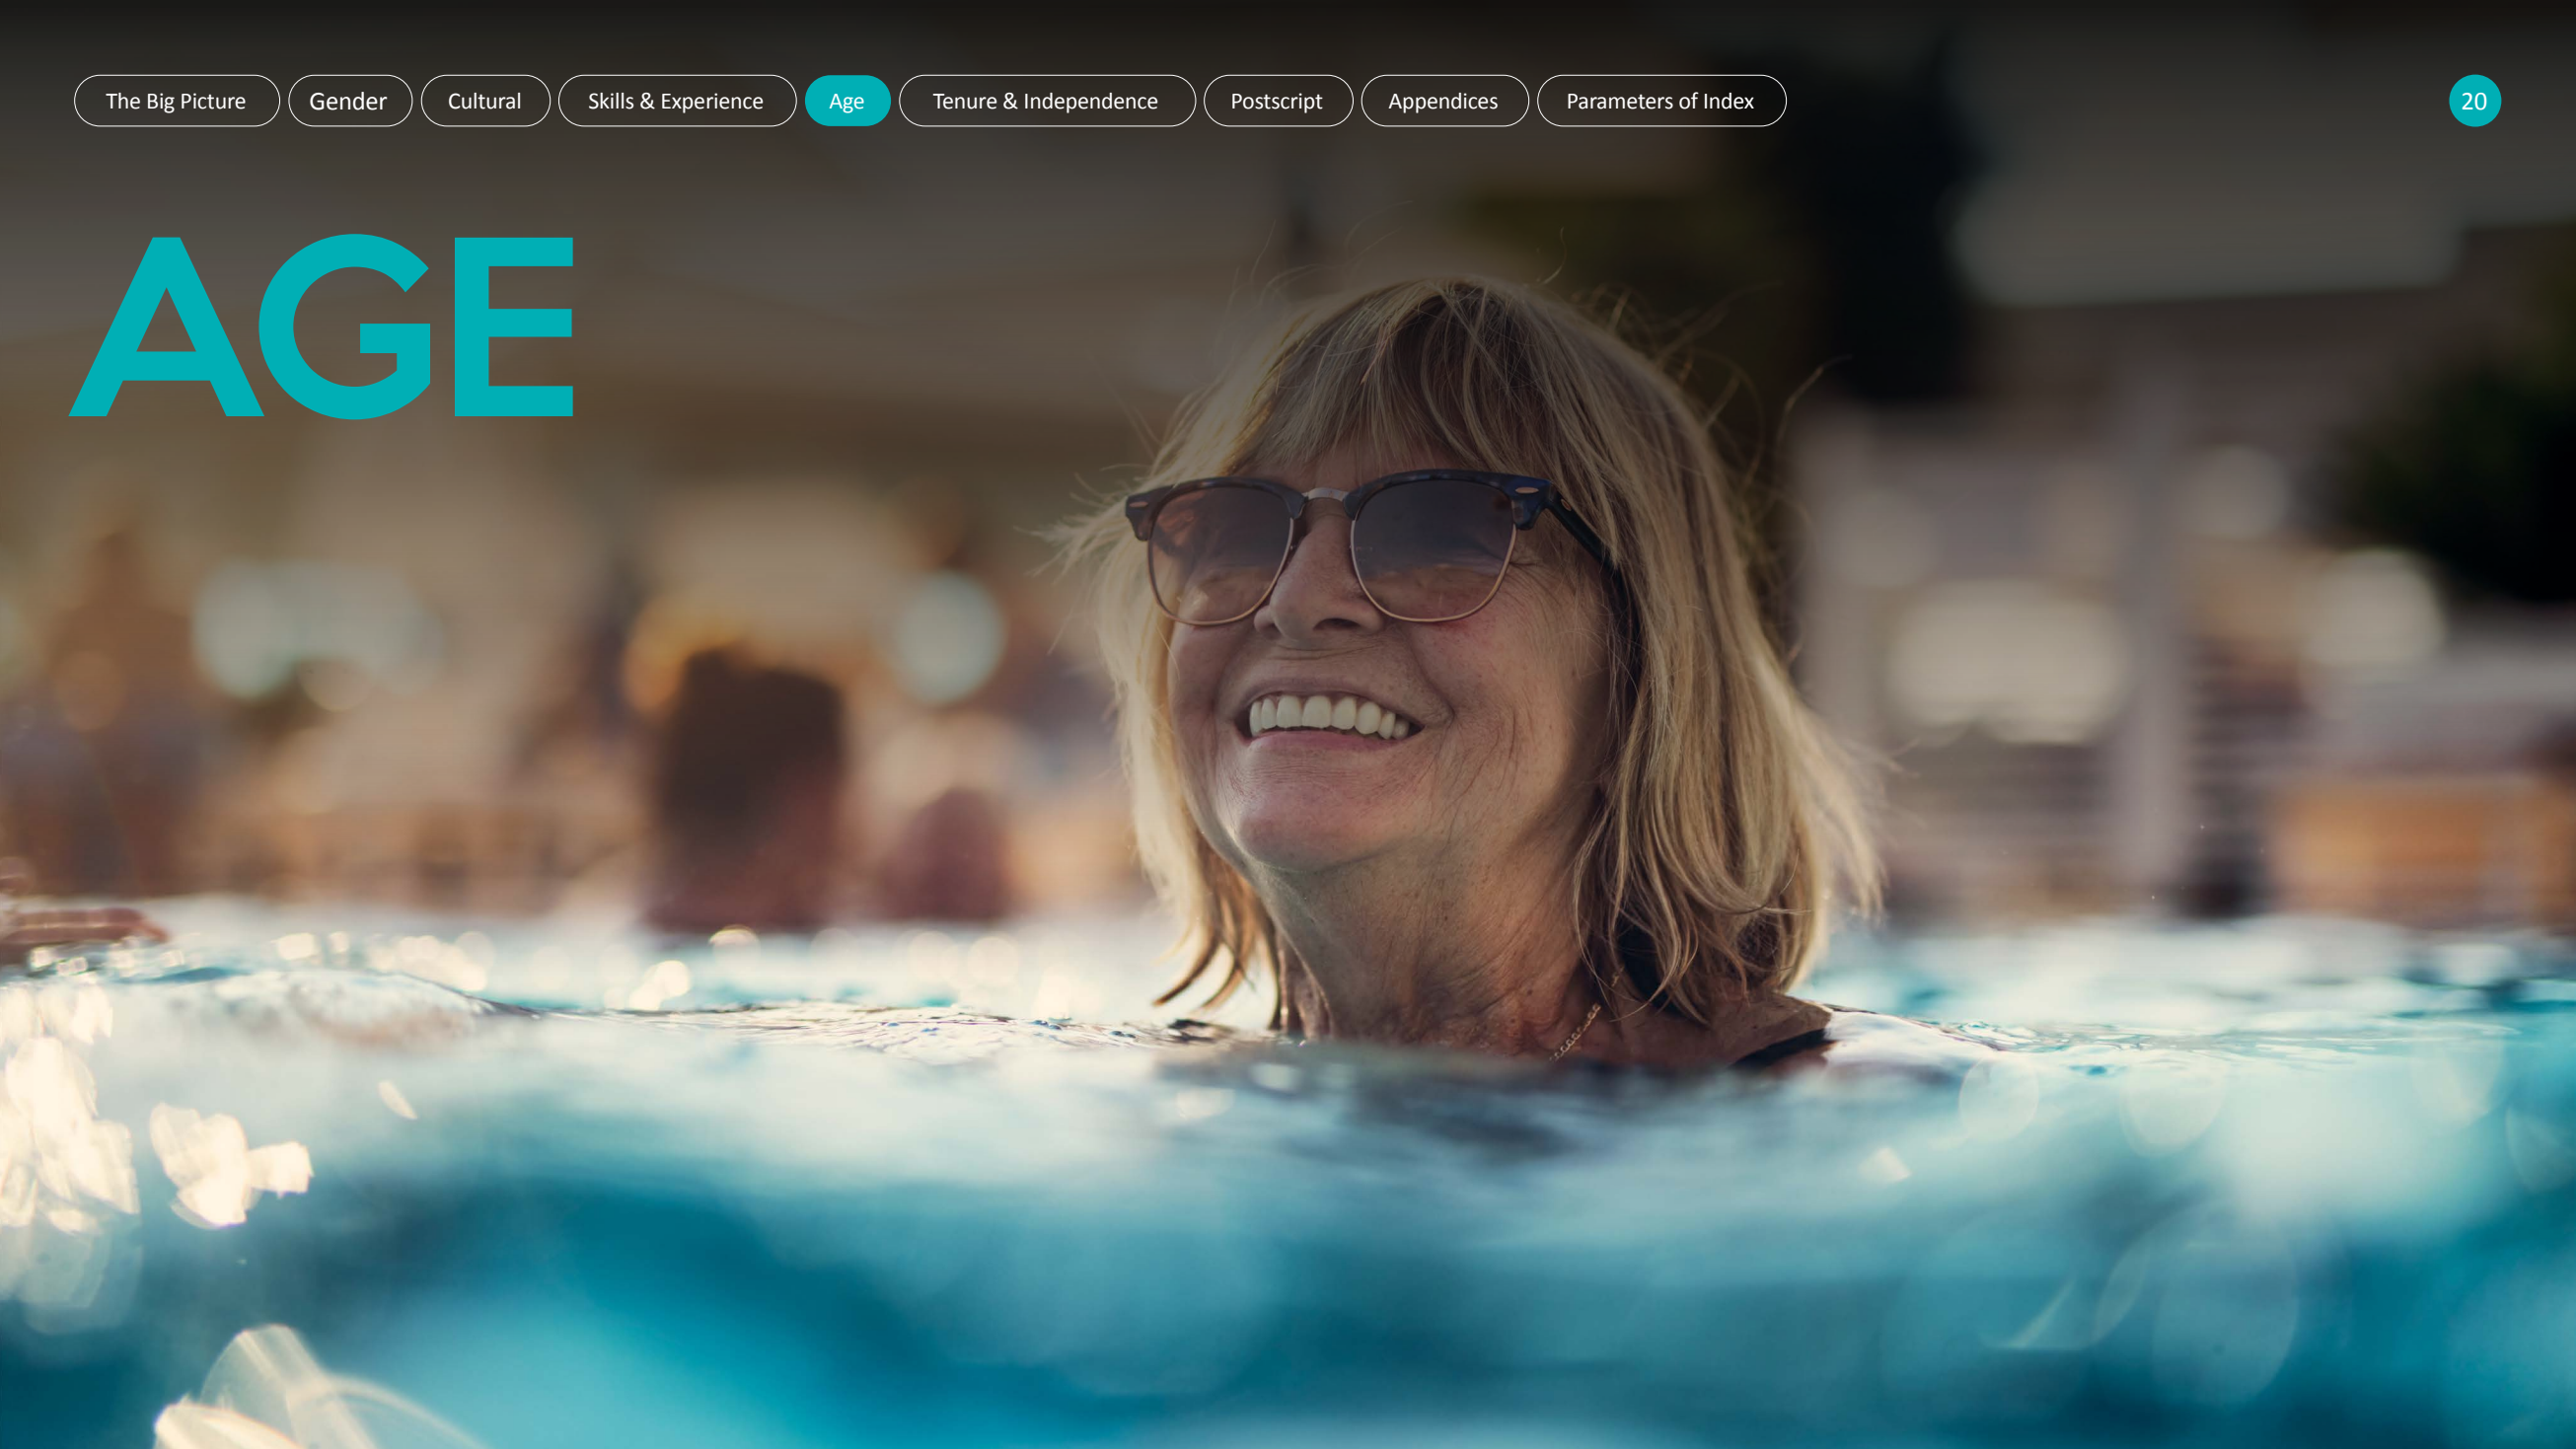 The Big Picture Gender Cultural Skills & Experience Age Tenure & Independence Postscript Appendices Parameters of Index 20
AGE